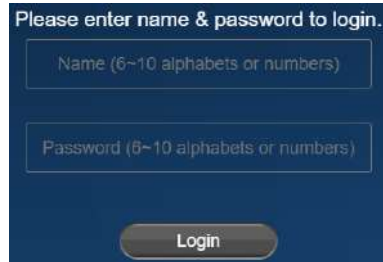 Please enter name & password to login.
Name (6~10 alphabets or numbers)
Password (6~10 alphabets or numbers)
Login